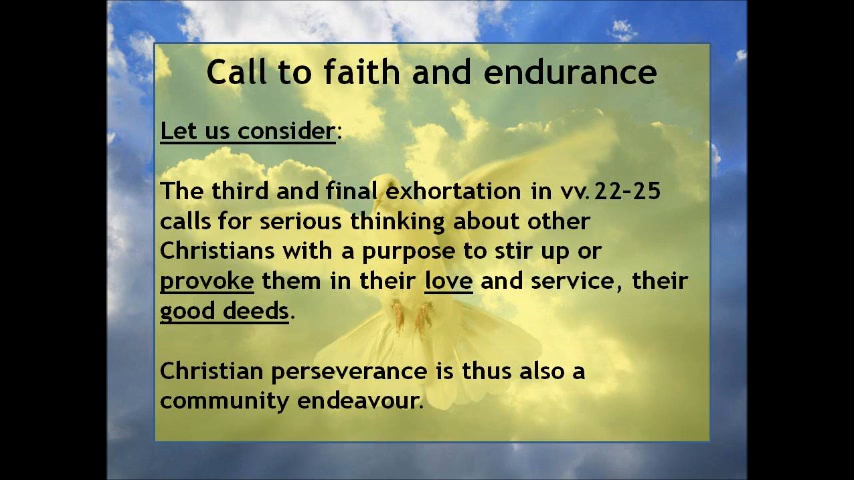 Call to faith and endurance
Let us consider:
The third and final exhortation in vv.22-25
calls for serious thinking about other
Christians with a purpose to stir up or
provoke them in their love and service, their
good deeds.
Christian perseverance is thus also a
community endeavour.